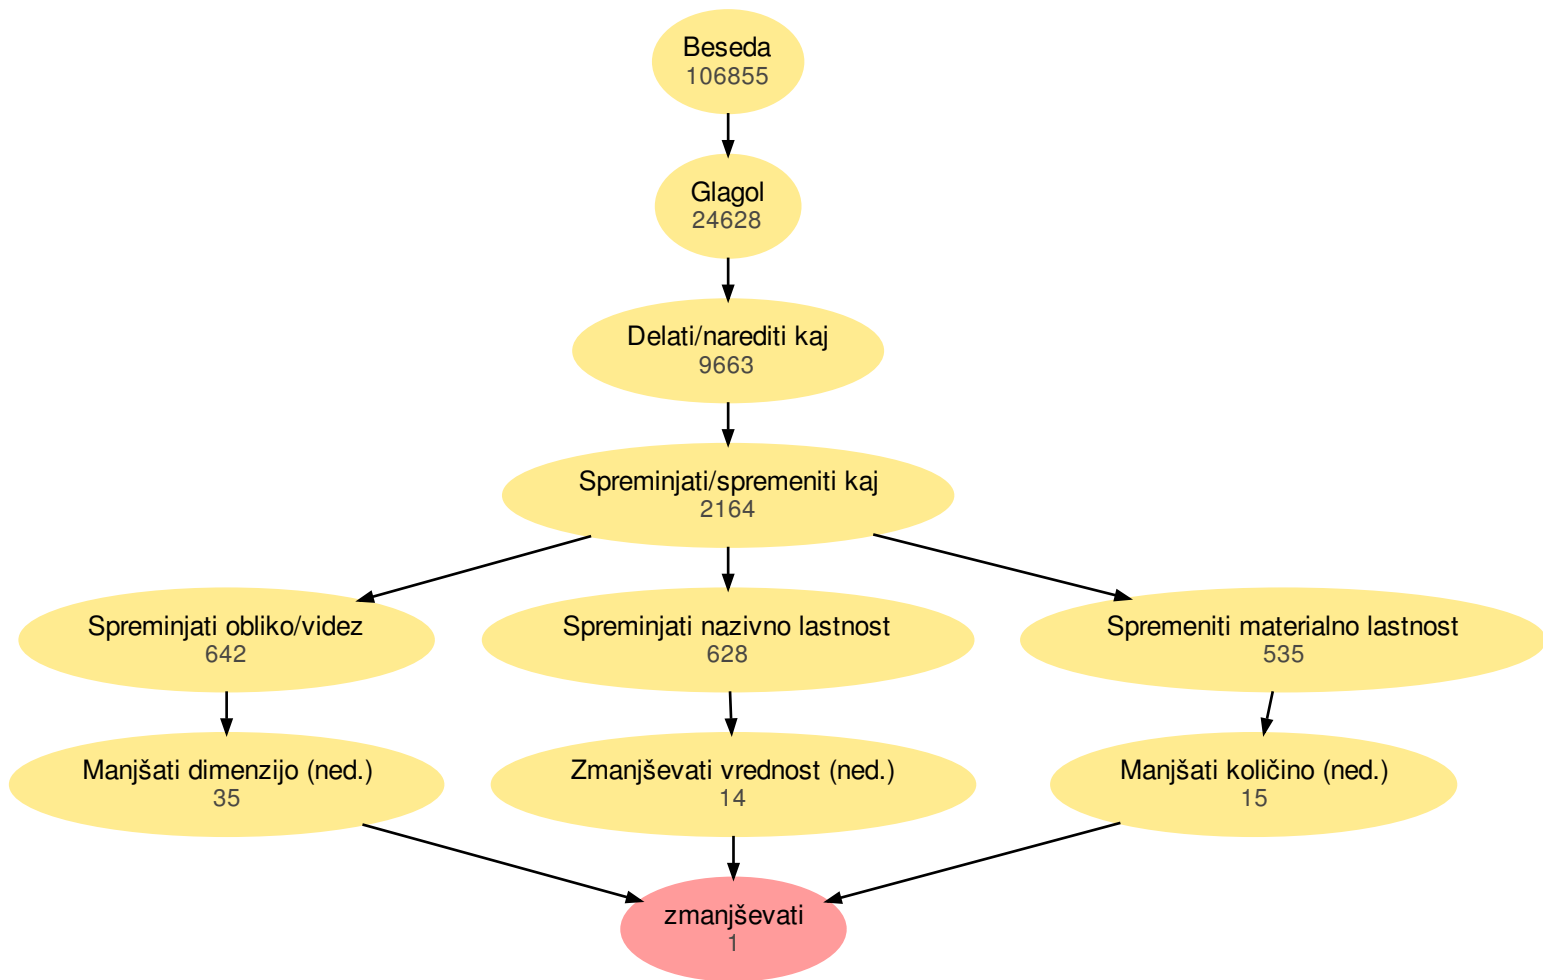 Beseda
106855
Glagol
24628
Delati/narediti kaj
9663
Spreminjati/spremeniti kaj
2164
Spreminjati obliko/videz
642
Spreminjati nazivno lastnost
628
Spremeniti materialno lastnost
535
Manjšati dimenzijo (ned.)
35
Zmanjševati vrednost (ned.)
14
Manjšati količino (ned.)
15
zmanjševati
1